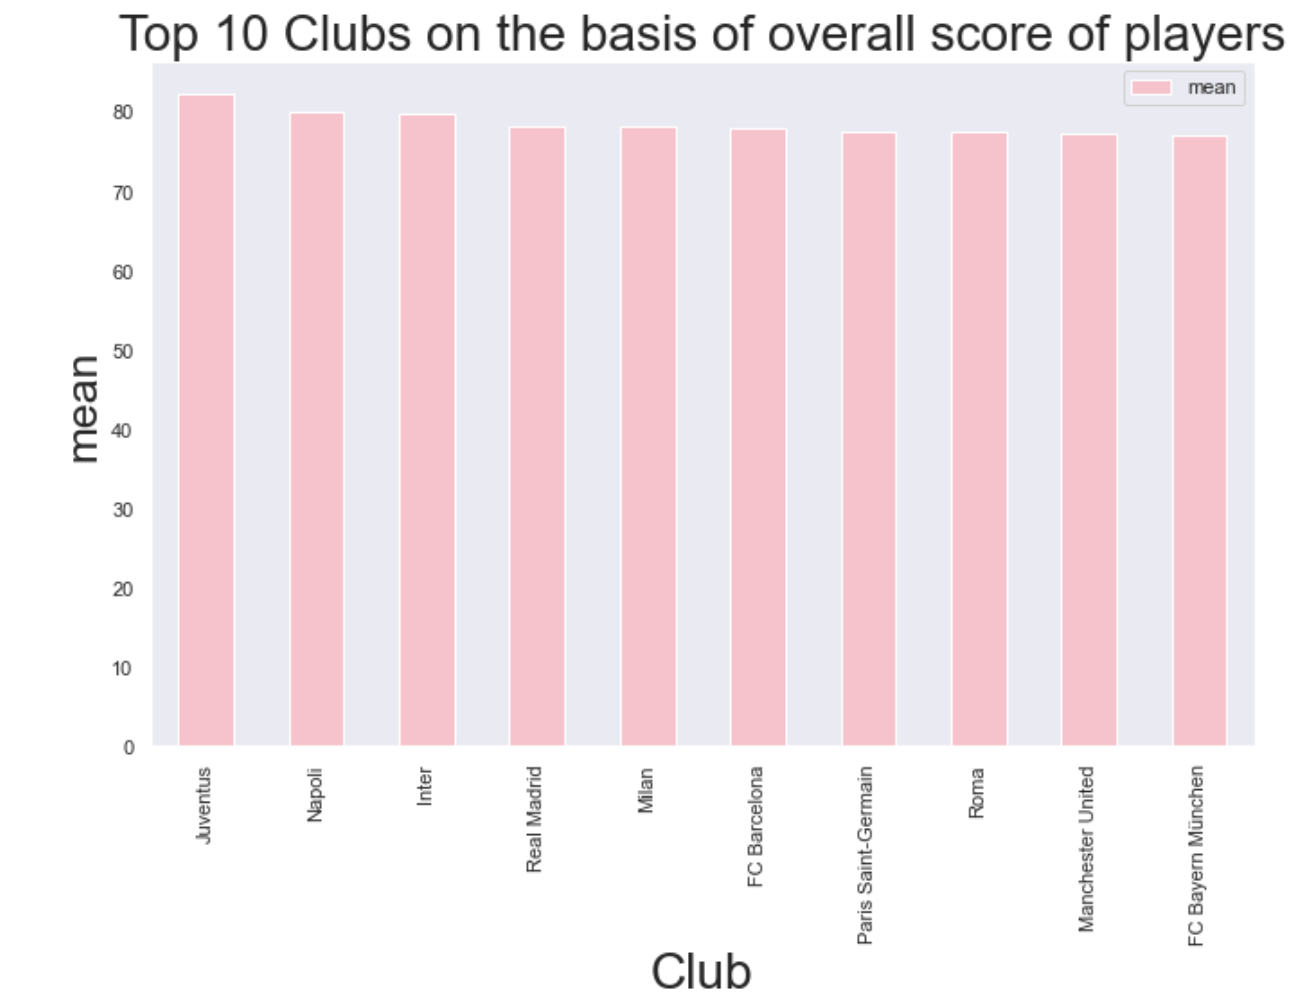 Top 10 Clubs on the basis of overall score of players
mean
80
70
60
50
40
30
20
10
0
mean
Juventus
Napoli
Inter
Real Madrid
Milan
FC Barcelona
Paris Saint-Germain
Roma
Manchester United
FC Bayern München
Club